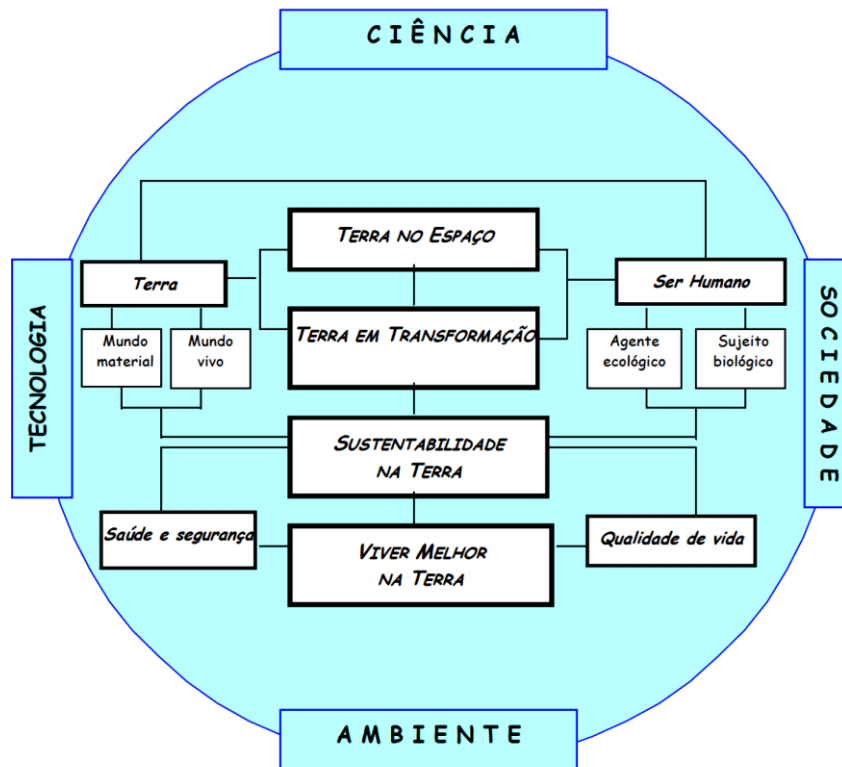 CIÊNCIA
TERRA NO ESPAÇO
Terra
Ser Humano
TECNOLOGIA
SOCIEDADE
TERRA EM TRANSFORMAÇÃO
Mundo
material
Mundo
vivo
Agente
ecológico
Sujeito
biológico
SUSTENTABILIDADE
NA TERRA
Saúde e segurança
VIVER MELHOR
NA TERRA
Qualidade de vida
AMBIENTE